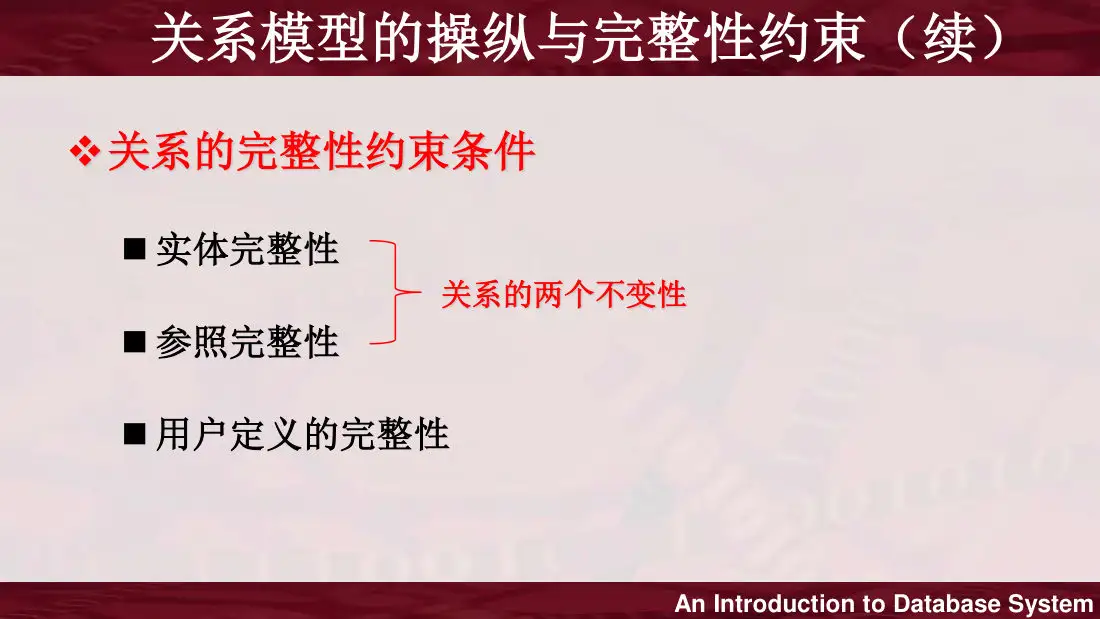 关系模型的操纵与完整性约束（续）
❖关系的完整性约束条件
■ 实体完整性
关系的两个不变性
■ 参照完整性
■ 用户定义的完整性
An Introduction to Database System